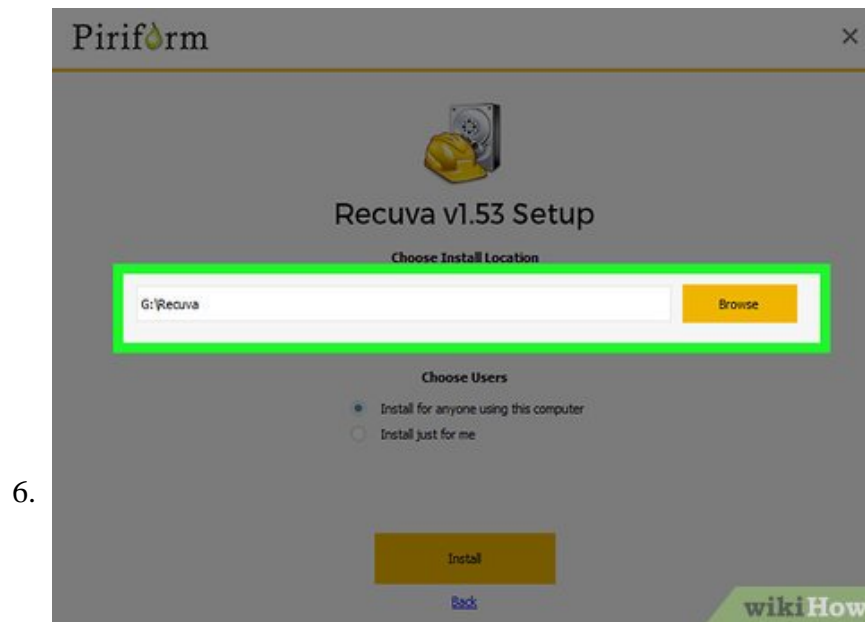 Piriform
Recuva v1.53 Setup
Choose Install Location
G:\Recuva
Browse
Choose Users
Install for anyone using this computer
Install just for me
6.
Install
Back
wikiHow